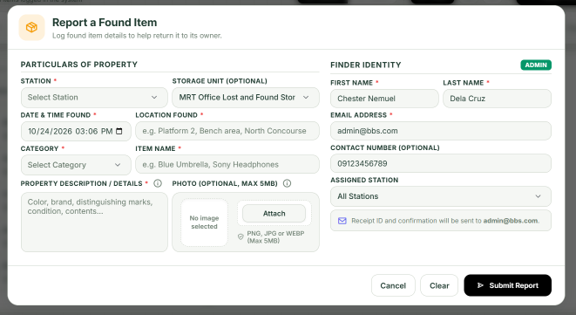 Report a Found Item
Log found item details to help return it to its owner.
PARTICULARS OF PROPERTY
STATION *
Select Station
STORAGE UNIT (OPTIONAL)
MRT Office Lost and Found Stor
DATE & TIME FOUND *
10/24/2026 03:06 PM
LOCATION FOUND *
e.g. Platform 2, Bench area, North Concourse
CATEGORY *
Select Category
ITEM NAME *
e.g. Blue Umbrella, Sony Headphones
PROPERTY DESCRIPTION / DETAILS *
Color, brand, distinguishing marks,
condition, contents...
PHOTO (OPTIONAL, MAX 5MB)
No image
selected
Attach
PNG, JPG or WEBP
(Max 5MB)
FINDER IDENTITY
ADMIN
FIRST NAME *
Chester Nemuel
LAST NAME *
Dela Cruz
EMAIL ADDRESS *
admin@bbs.com
CONTACT NUMBER (OPTIONAL)
09123456789
ASSIGNED STATION
All Stations
Receipt ID and confirmation will be sent to admin@bbs.com.
Cancel
Clear
Submit Report